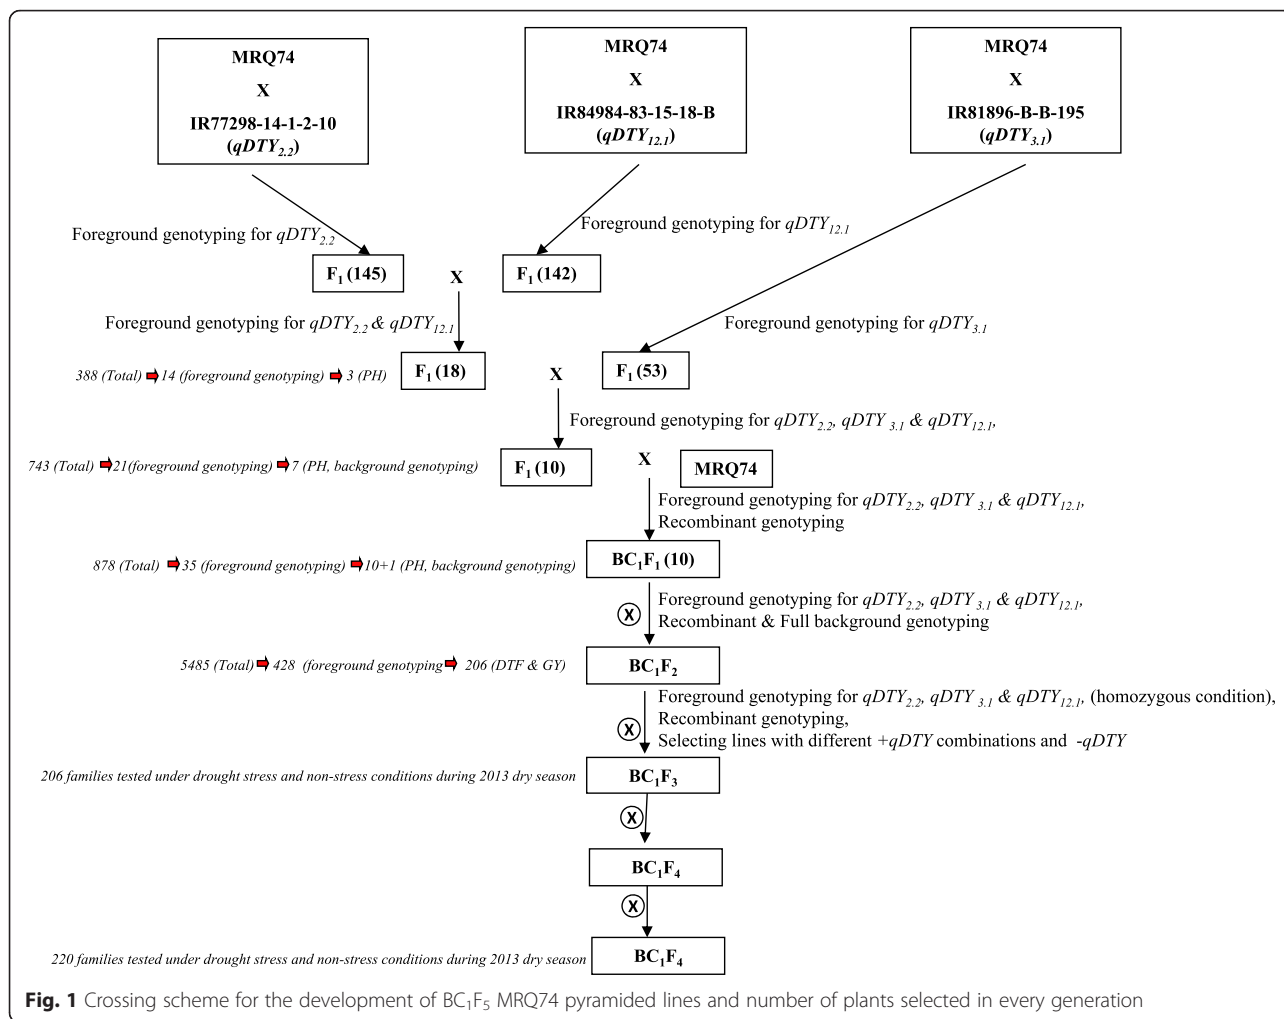 MRQ74
X
IR77298-14-1-2-10
(qDTY2.2)
MRQ74
X
IR84984-83-15-18-B
(qDTY12.1)
MRQ74
X
IR81896-B-B-195
(qDTY3.1)
Foreground genotyping for qDTY2.2
Foreground genotyping for qDTY12.1
F1 (145)
X
F1 (142)
Foreground genotyping for qDTY2.2 & qDTY12.1
Foreground genotyping for qDTY3.1
388 (Total) 14 (foreground genotyping) 3 (PH)
F1 (18)
X
F1 (53)
Foreground genotyping for qDTY2.2, qDTY 3.1 & qDTY12.1,
743 (Total) 21(foreground genotyping) 7 (PH, background genotyping)
F1 (10)
X
MRQ74
Foreground genotyping for qDTY2.2, qDTY 3.1 & qDTY12.1,
Recombinant genotyping
878 (Total) 35 (foreground genotyping) 10+1 (PH, background genotyping)
BC1F1 (10)
X
Foreground genotyping for qDTY2.2, qDTY 3.1 & qDTY12.1,
Recombinant & Full background genotyping
5485 (Total) 428 (foreground genotyping 206 (DTF & GY)
BC1F2
X
Foreground genotyping for qDTY2.2, qDTY 3.1 & qDTY12.1, (homozygous condition),
Recombinant genotyping,
Selecting lines with different +qDTY combinations and -qDTY
206 families tested under drought stress and non-stress conditions during 2013 dry season
BC1F3
X
BC1F4
X
220 families tested under drought stress and non-stress conditions during 2013 dry season
BC1F4
Fig. 1 Crossing scheme for the development of BC1F5 MRQ74 pyramided lines and number of plants selected in every generation